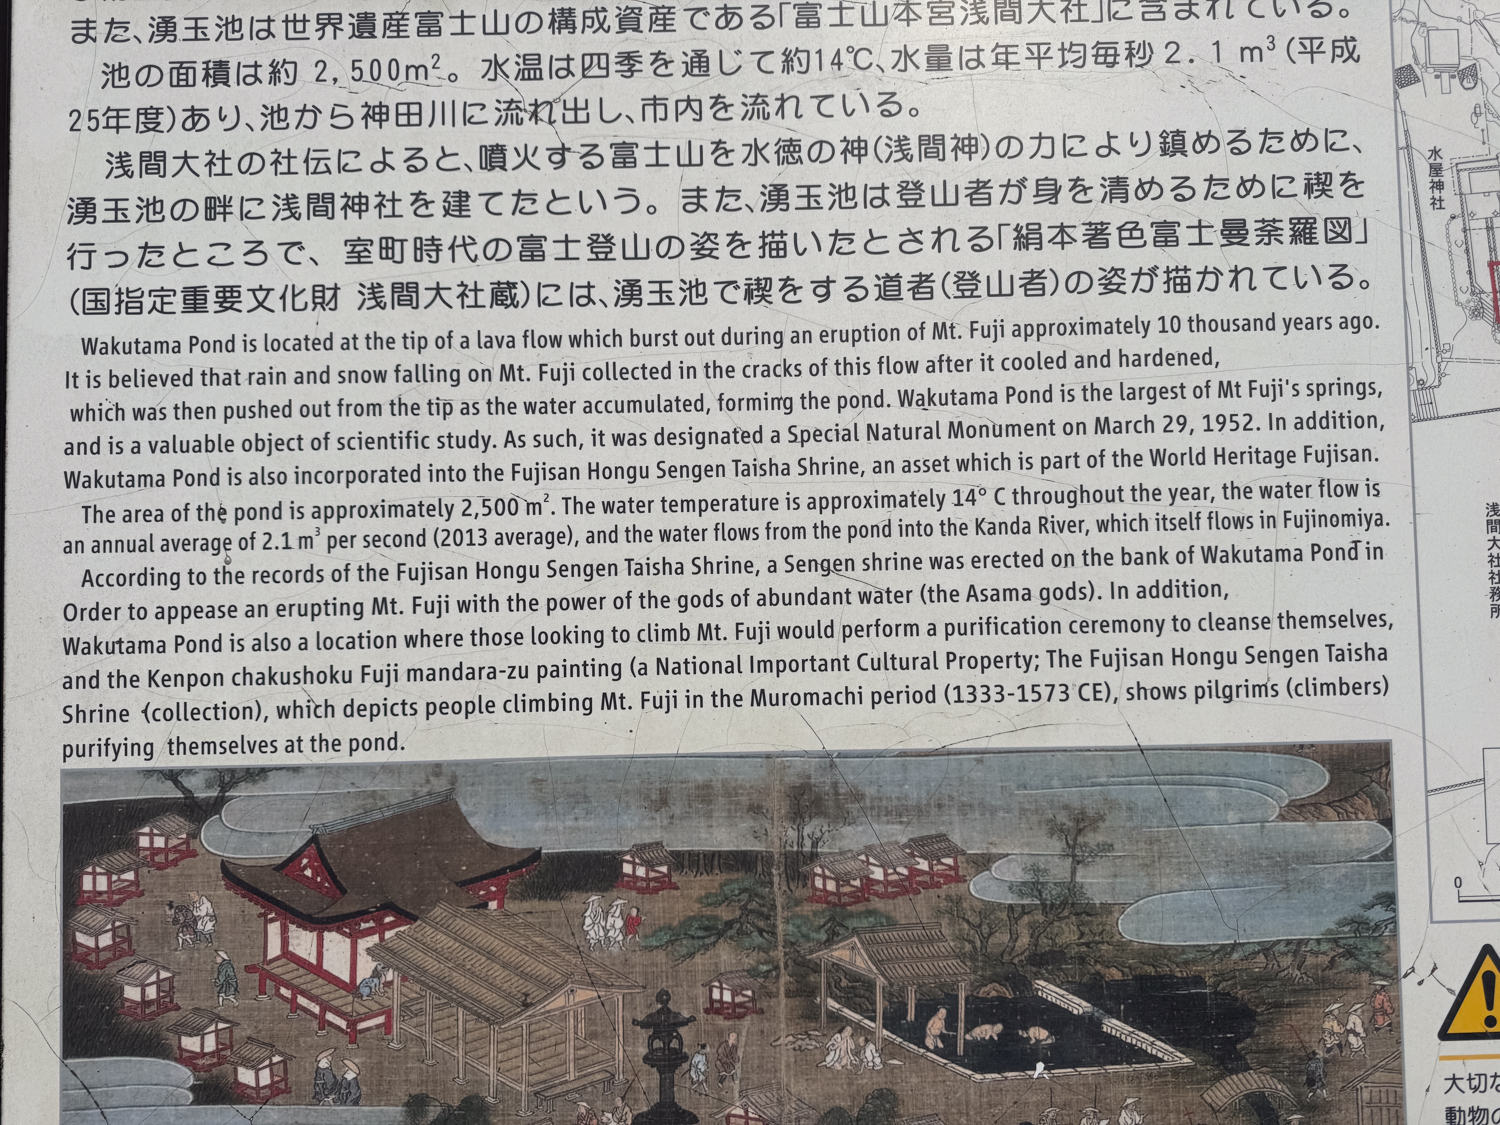 また、湧玉池は世界遺産富士山の構成資産である「富士山本宮浅間大社」に含まれている。
池の面積は約 2,500m²。水温は四季を通じて約14℃、水量は年平均毎秒2.1m³(平成
25年度)あり、池から神田川に流れ出し、市内を流れている。
浅間大社の社伝によると、噴火する富士山を水徳の神(浅間神)の力により鎮めるために、
湧玉池の畔に浅間神社を建てたという。また、湧玉池は登山者が身を清めるために禊を
行ったところで、室町時代の富士登山の姿を描いたとされる「絹本著色富士曼荼羅図」
(国指定重要文化財 浅間大社蔵)には、湧玉池で禊をする道者(登山者)の姿が描かれている。
Wakutama Pond is located at the tip of a lava flow which burst out during an eruption of Mt. Fuji approximately 10 thousand years ago.
It is believed that rain and snow falling on Mt. Fuji collected in the cracks of this flow after it cooled and hardened,
which was then pushed out from the tip as the water accumulated, forming the pond. Wakutama Pond is the largest of Mt Fuji's springs,
and is a valuable object of scientific study. As such, it was designated a Special Natural Monument on March 29, 1952. In addition,
Wakutama Pond is also incorporated into the Fujisan Hongu Sengen Taisha Shrine, an asset which is part of the World Heritage Fujisan.
The area of the pond is approximately 2,500 m². The water temperature is approximately 14° C throughout the year, the water flow is
an annual average of 2.1 m³ per second (2013 average), and the water flows from the pond into the Kanda River, which itself flows in Fujinomiya.
According to the records of the Fujisan Hongu Sengen Taisha Shrine, a Sengen shrine was erected on the bank of Wakutama Pond in
Order to appease an erupting Mt. Fuji with the power of the gods of abundant water (the Asama gods). In addition,
Wakutama Pond is also a location where those looking to climb Mt. Fuji would perform a purification ceremony to cleanse themselves,
and the Kenpon chakushoku Fuji mandara-zu painting (a National Important Cultural Property; The Fujisan Hongu Sengen Taisha
Shrine (collection), which depicts people climbing Mt. Fuji in the Muromachi period (1333-1573 CE), shows pilgrims (climbers)
purifying themselves at the pond.
水屋神社
浅間大社社務所
0
大切な
動物の